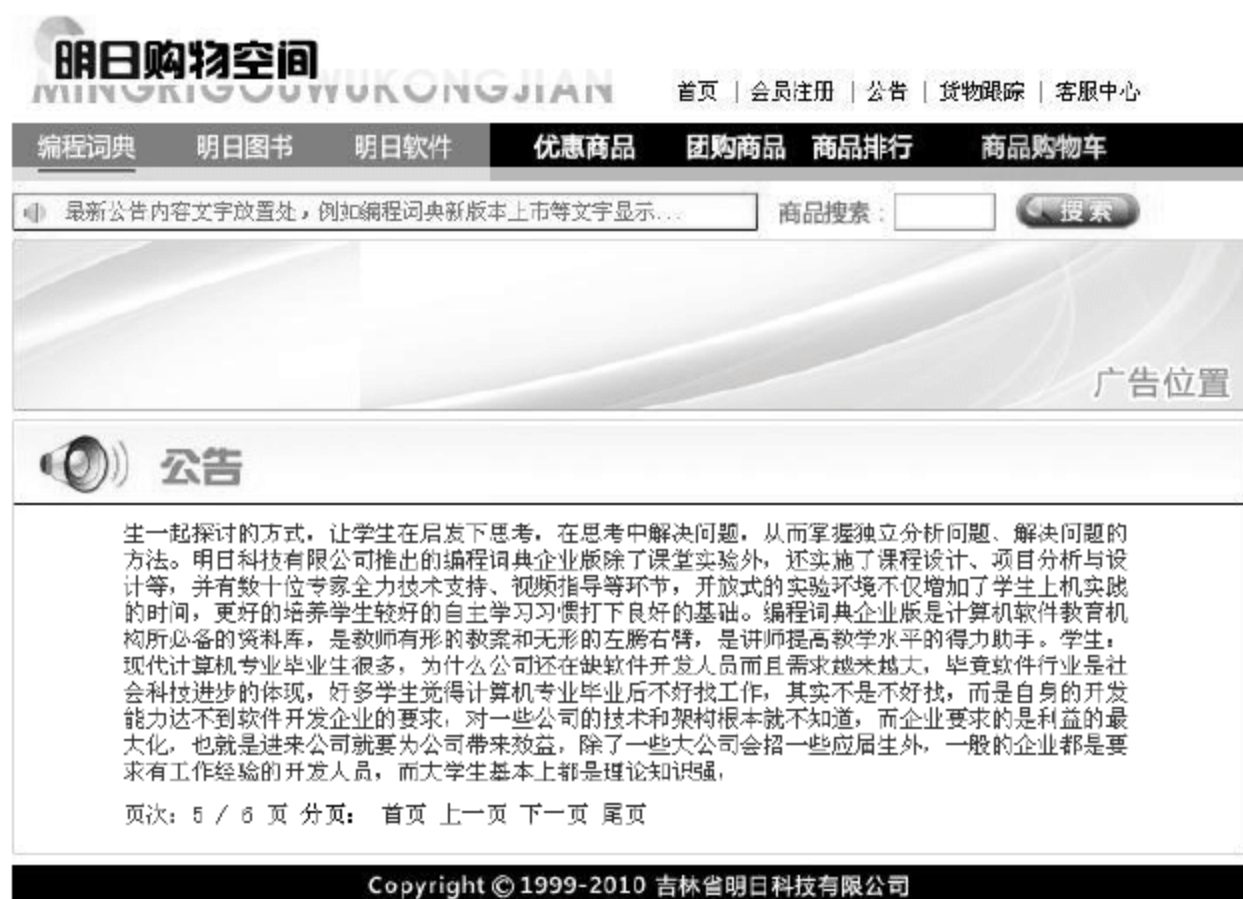 明日购物空间
MINGRIGOUWUKONGJIAN
首页 | 会员注册 | 公告 | 货物跟踪 | 客服中心
编程词典 明日图书 明日软件 优惠商品 团购商品 商品排行 商品购物车
最新公告内容文字放置处，例如编程词典新版本上市等文字显示... 商品搜索： 搜索
广告位置
公告
生一起探讨的方式，让学生在启发下思考，在思考中解决问题，从而掌握独立分析问题、解决问题的
方法。明日科技有限公司推出的编程词典企业版除了课堂实验外，还实施了课程设计、项目分析与设
计等，并有数十位专家全力技术支持、视频指导等环节，开放式的实验环境不仅增加了学生上机实践
的时间，更好的培养学生较好的自主学习习惯打下良好的基础。编程词典企业版是计算机软件教育机
构所必备的资料库，是教师有形的教案和无形的左膀右臂，是讲师提高教学水平的得力助手。学生：
现代计算机专业毕业生很多，为什么公司还在缺软件开发人员而且需求越来越大，毕竟软件行业是社
会科技进步的体现，好多学生觉得计算机专业毕业后不好找工作，其实不是不好找，而是自身的开发
能力达不到软件开发企业的要求，对一些公司的技术和架构根本就不知道，而企业要求的是利益的最
大化，也就是进来公司就要为公司带来效益，除了一些大公司会招一些应届生外，一般的企业都是要
求有工作经验的开发人员，而大学生基本上都是理论知识强，
页次：5 / 6 页 分页： 首页 上一页 下一页 尾页
Copyright © 1999-2010 吉林省明日科技有限公司